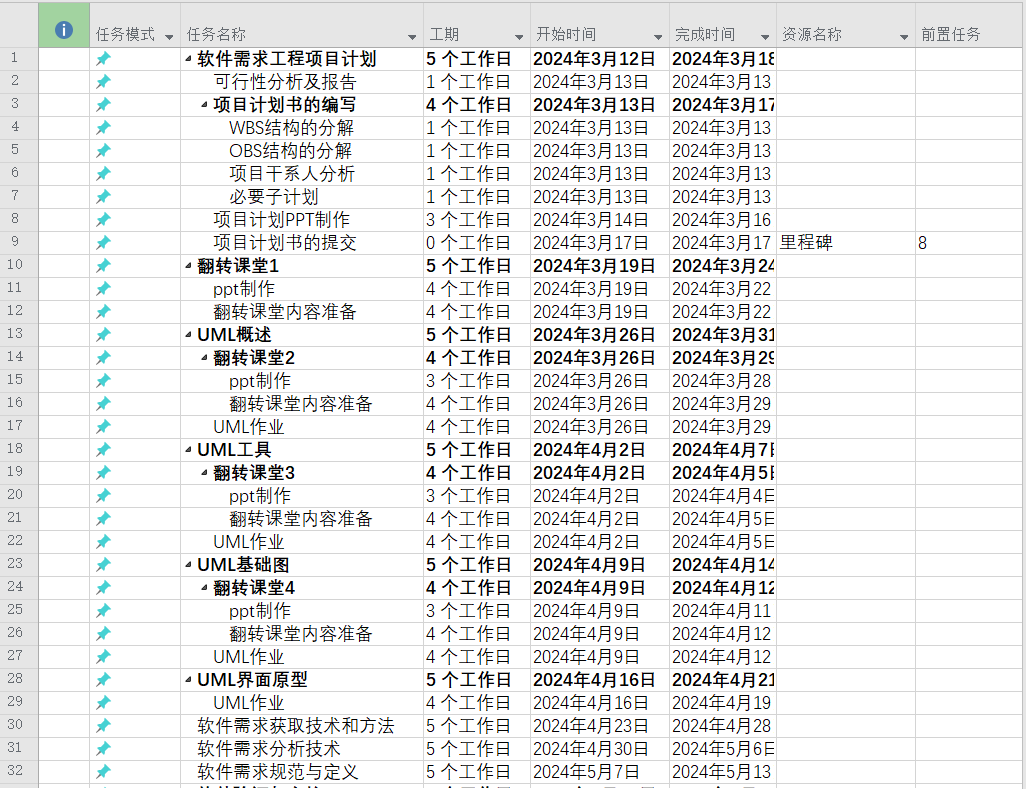 任务模式 任务名称 工期 开始时间 完成时间 资源名称 前置任务
1 软件需求工程项目计划 5 个工作日 2024年3月12日 2024年3月18
2 可行性分析及报告 1 个工作日 2024年3月13日 2024年3月13
3 项目计划书的编写 4 个工作日 2024年3月13日 2024年3月17
4 WBS结构的分解 1 个工作日 2024年3月13日 2024年3月13
5 OBS结构的分解 1 个工作日 2024年3月13日 2024年3月13
6 项目干系人分析 1 个工作日 2024年3月13日 2024年3月13
7 必要子计划 1 个工作日 2024年3月13日 2024年3月13
8 项目计划PPT制作 3 个工作日 2024年3月14日 2024年3月16
9 项目计划书的提交 0 个工作日 2024年3月17日 2024年3月17 里程碑 8
10 翻转课堂1 5 个工作日 2024年3月19日 2024年3月24
11 ppt制作 4 个工作日 2024年3月19日 2024年3月22
12 翻转课堂内容准备 4 个工作日 2024年3月19日 2024年3月22
13 UML概述 5 个工作日 2024年3月26日 2024年3月31
14 翻转课堂2 4 个工作日 2024年3月26日 2024年3月29
15 ppt制作 3 个工作日 2024年3月26日 2024年3月28
16 翻转课堂内容准备 4 个工作日 2024年3月26日 2024年3月29
17 UML作业 4 个工作日 2024年3月26日 2024年3月29
18 UML工具 5 个工作日 2024年4月2日 2024年4月7日
19 翻转课堂3 4 个工作日 2024年4月2日 2024年4月5日
20 ppt制作 3 个工作日 2024年4月2日 2024年4月4日
21 翻转课堂内容准备 4 个工作日 2024年4月2日 2024年4月5日
22 UML作业 4 个工作日 2024年4月2日 2024年4月5日
23 UML基础图 5 个工作日 2024年4月9日 2024年4月14
24 翻转课堂4 4 个工作日 2024年4月9日 2024年4月12
25 ppt制作 3 个工作日 2024年4月9日 2024年4月11
26 翻转课堂内容准备 4 个工作日 2024年4月9日 2024年4月12
27 UML作业 4 个工作日 2024年4月9日 2024年4月12
28 UML界面原型 5 个工作日 2024年4月16日 2024年4月21
29 UML作业 4 个工作日 2024年4月16日 2024年4月19
30 软件需求获取技术和方法 5 个工作日 2024年4月23日 2024年4月28
31 软件需求分析技术 5 个工作日 2024年4月30日 2024年5月6日
32 软件需求规范与定义 5 个工作日 2024年5月7日 2024年5月13